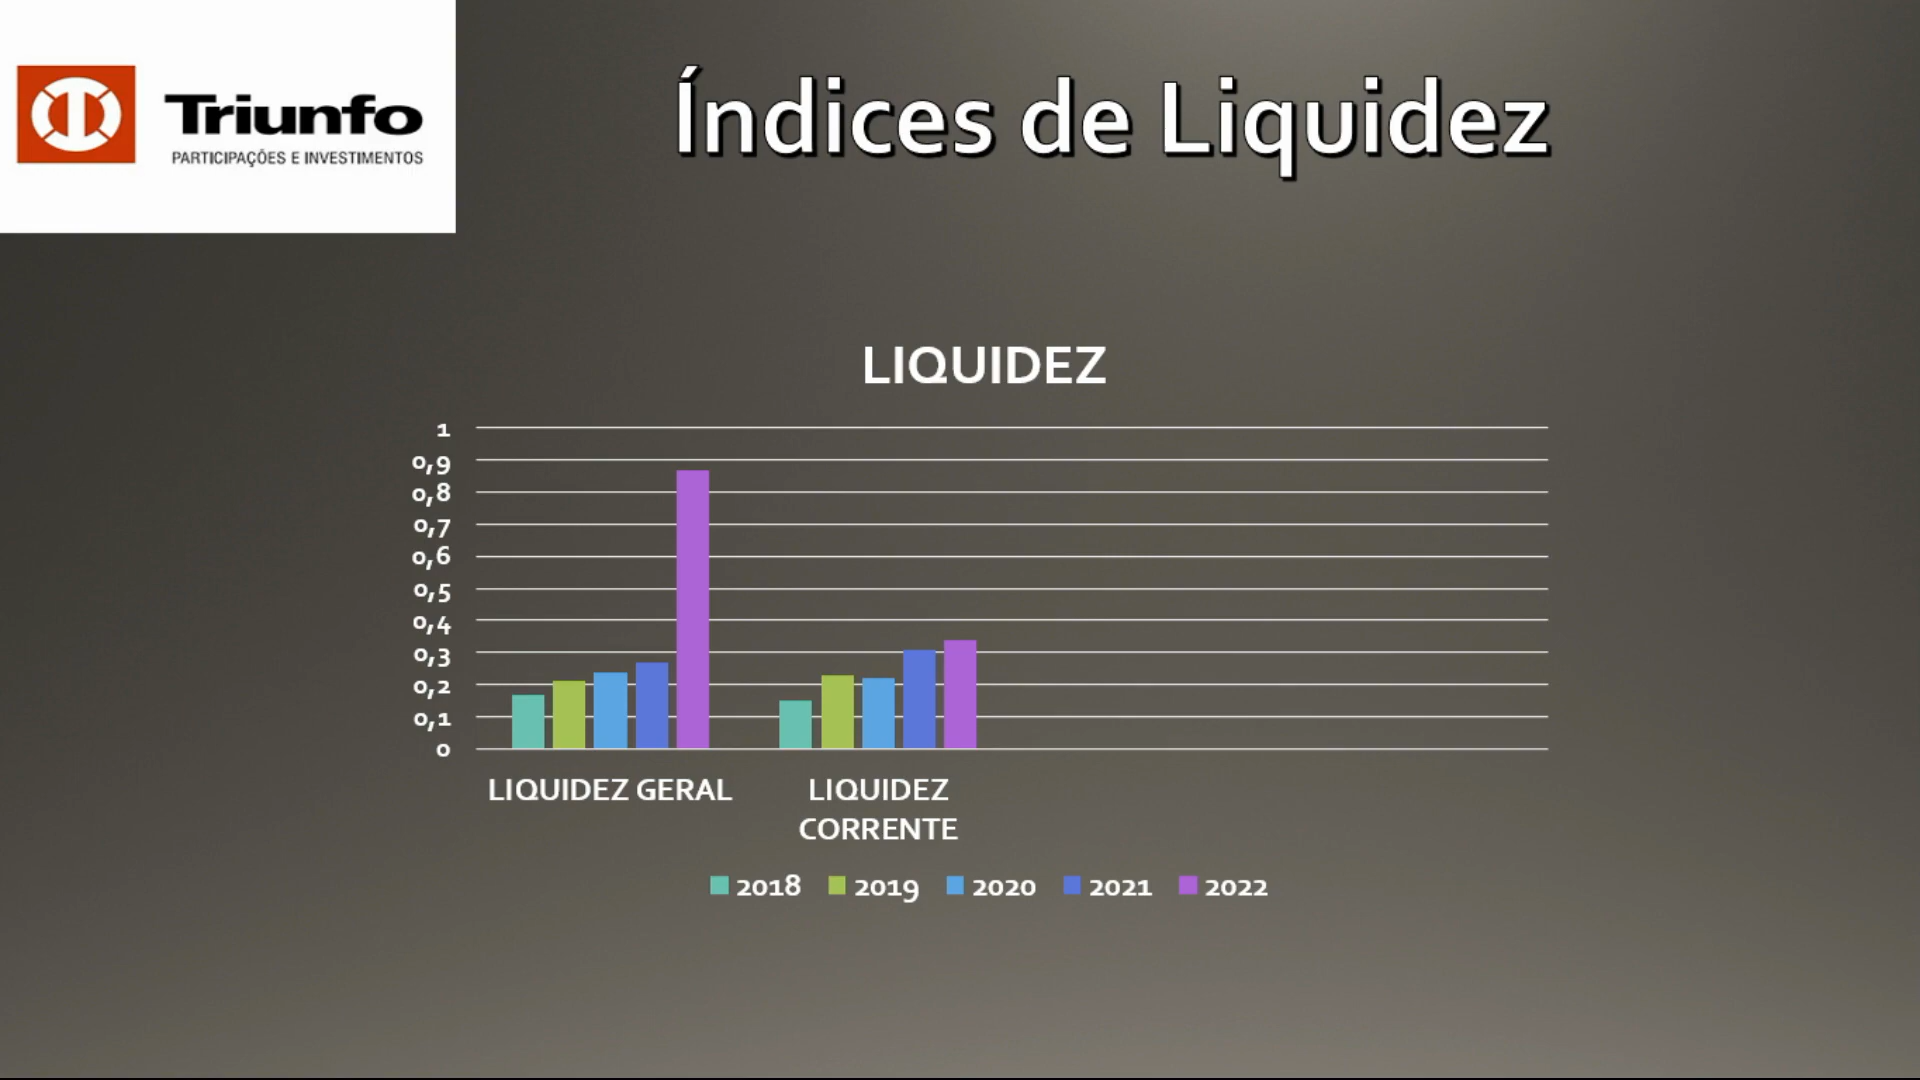 Triunfo
PARTICIPAÇÕES E INVESTIMENTOS
Índices de Liquidez
LIQUIDEZ
1
0,9
0,8
0,7
0,6
0,5
0,4
0,3
0,2
0,1
0
LIQUIDEZ GERAL
LIQUIDEZ
CORRENTE
2018 2019 2020 2021 2022